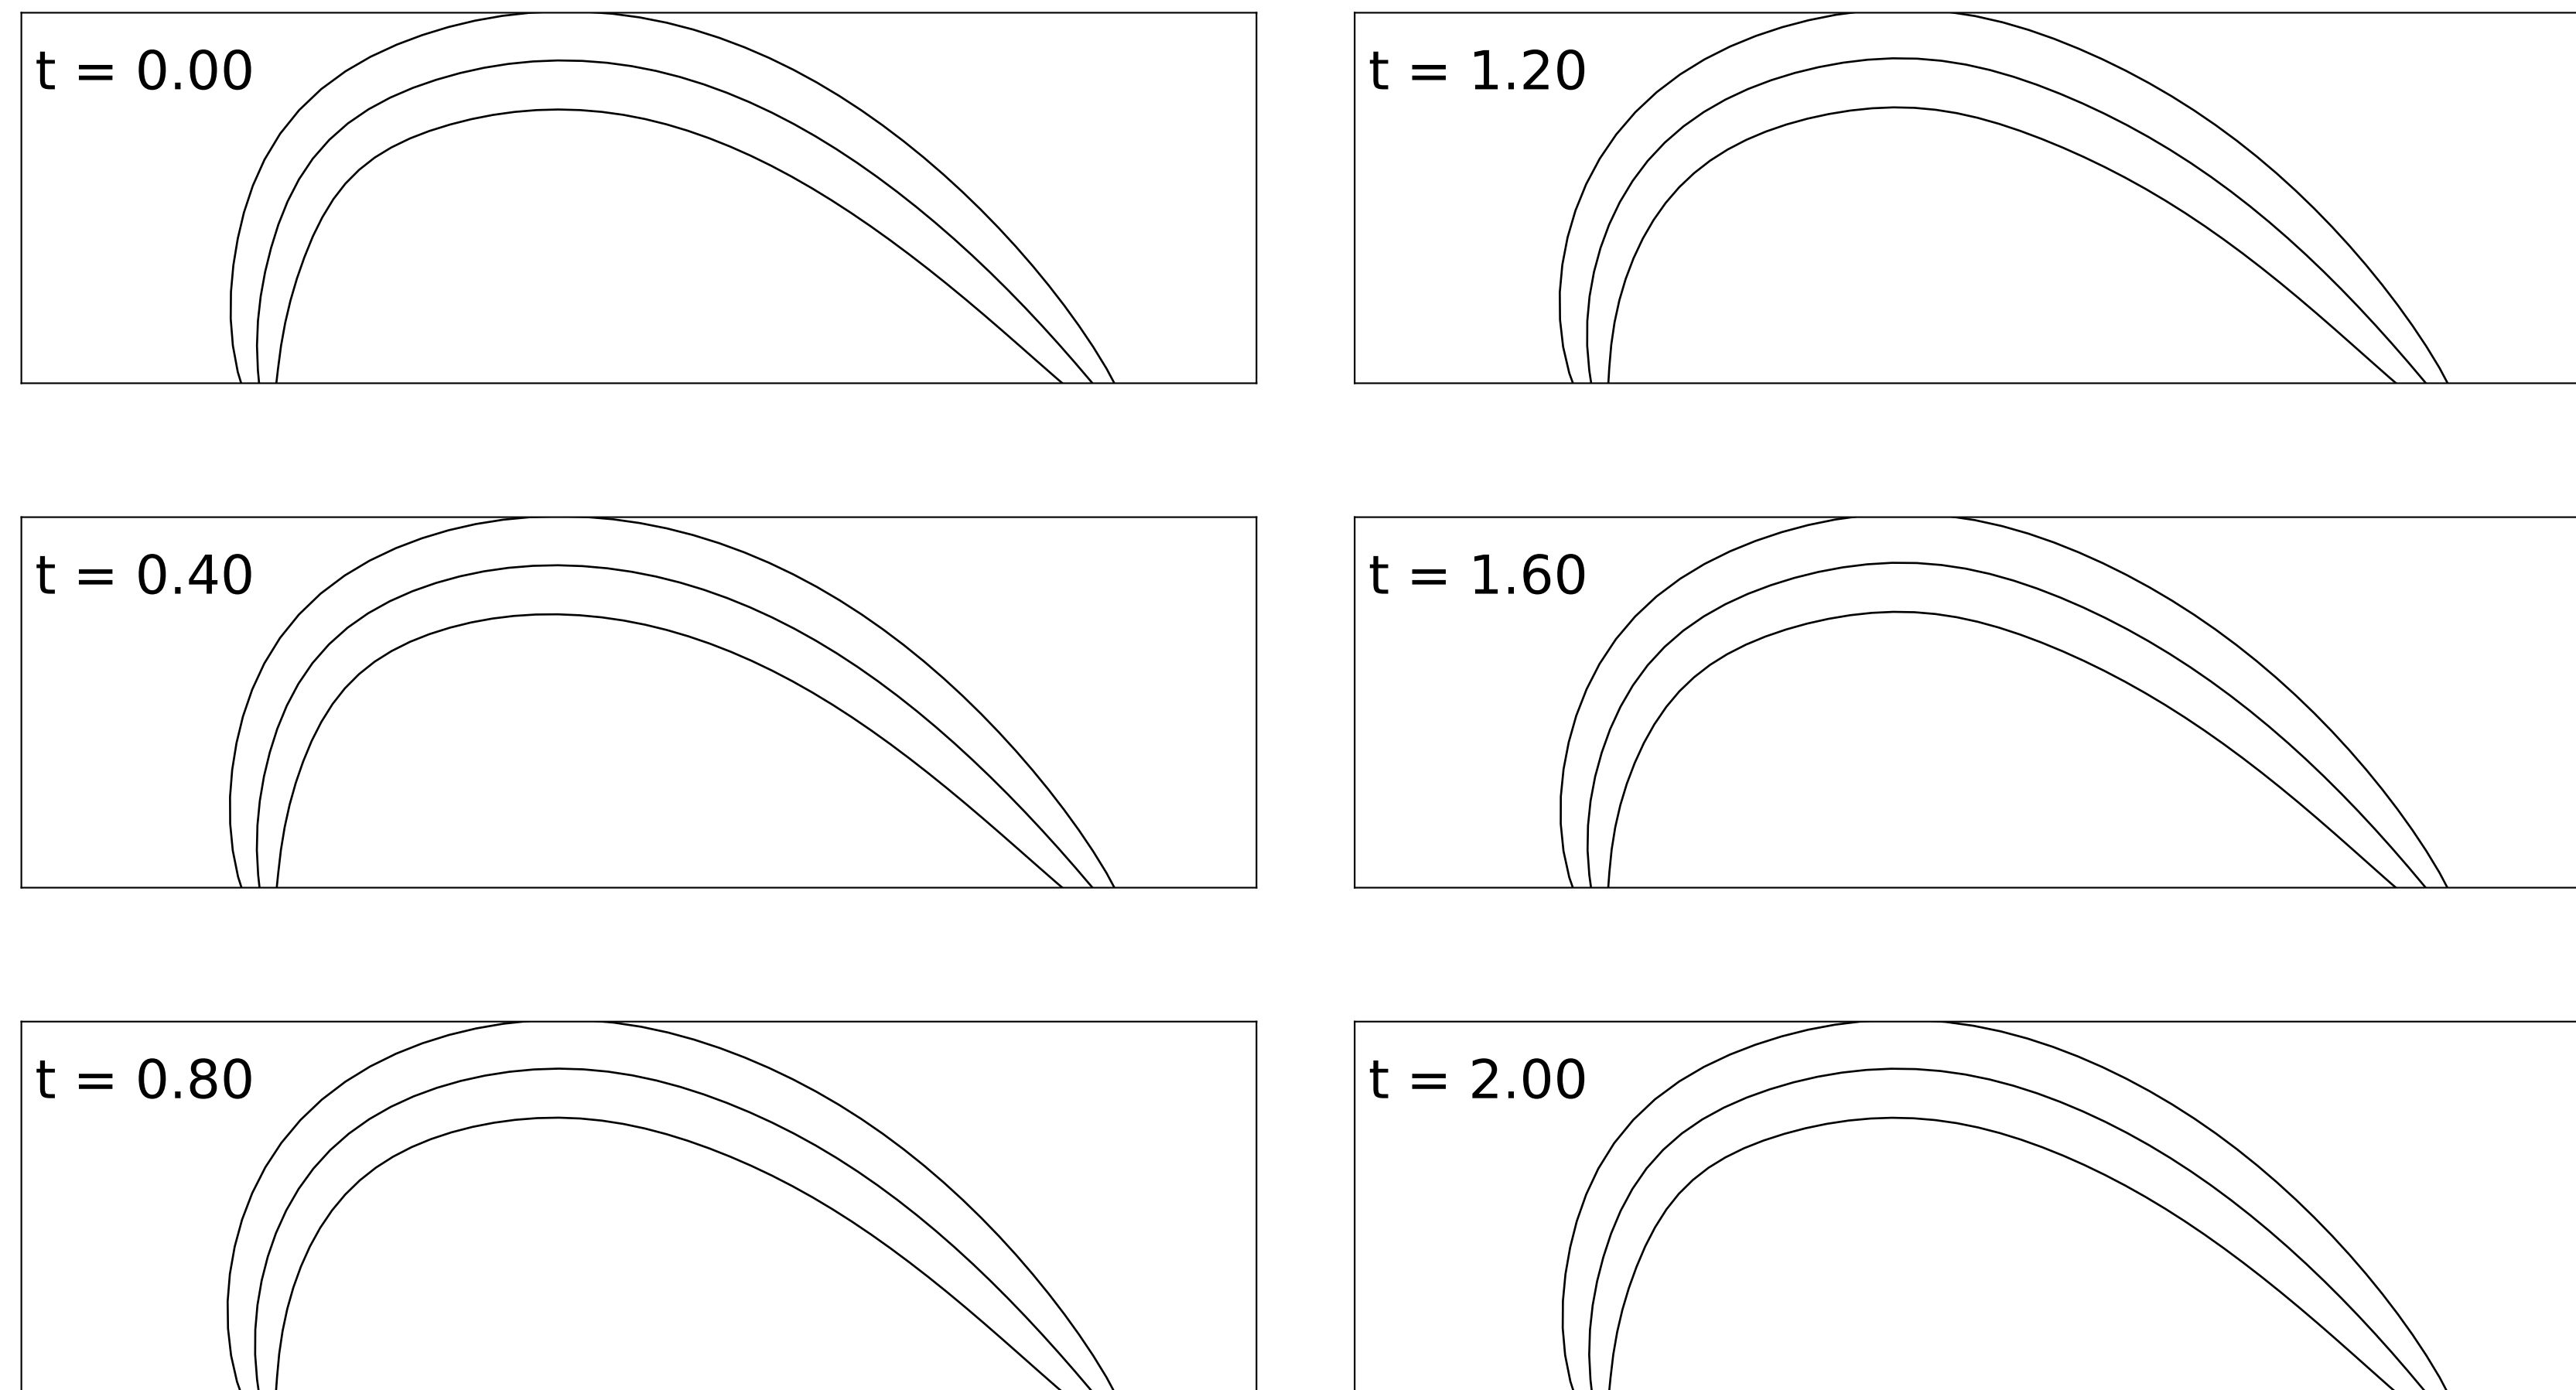 t = 0.00
t = 1.20
t = 0.40
t = 1.60
t = 0.80
t = 2.00